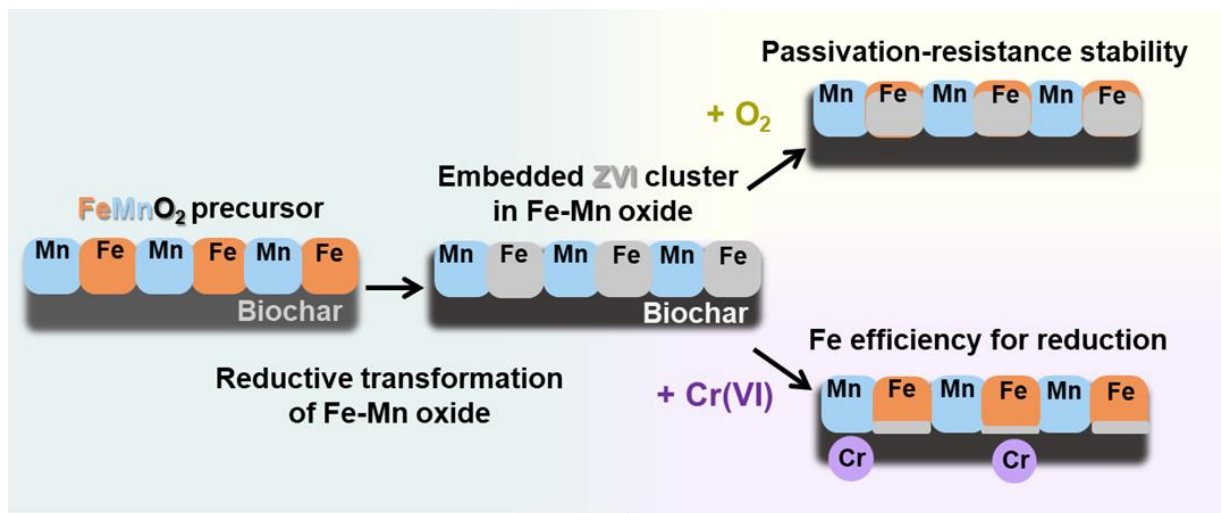 FeMnO₂ precursor
Mn Fe Mn Fe Mn Fe
Biochar
Reductive transformation
of Fe-Mn oxide
Embedded ZVI cluster
in Fe-Mn oxide
Mn Fe Mn Fe Mn Fe
Biochar
+ O₂
Passivation-resistance stability
Mn Fe Mn Fe Mn Fe
+ Cr(VI)
Fe efficiency for reduction
Mn Fe Mn Fe Mn Fe
Cr Cr